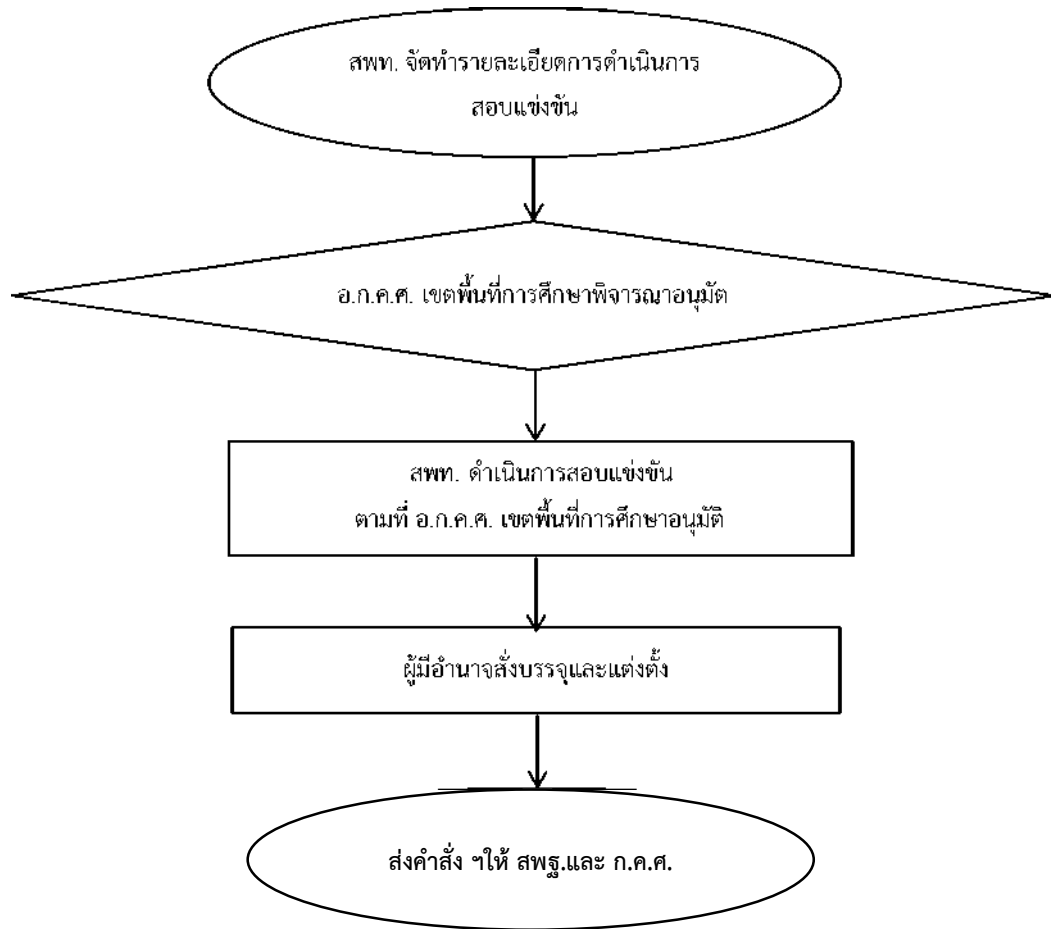 สพท. จัดทำรายละเอียดการดำเนินการ
สอบแข่งขัน
อ.ก.ค.ศ. เขตพื้นที่การศึกษาพิจารณาอนุมัต
สพท. ดำเนินการสอบแข่งขัน
ตามที่ อ.ก.ค.ศ. เขตพื้นที่การศึกษาอนุมัติ
ผู้มีอำนาจสั่งบรรจุและแต่งตั้ง
ส่งคำสั่ง ฯให้ สพฐ.และ ก.ค.ศ.